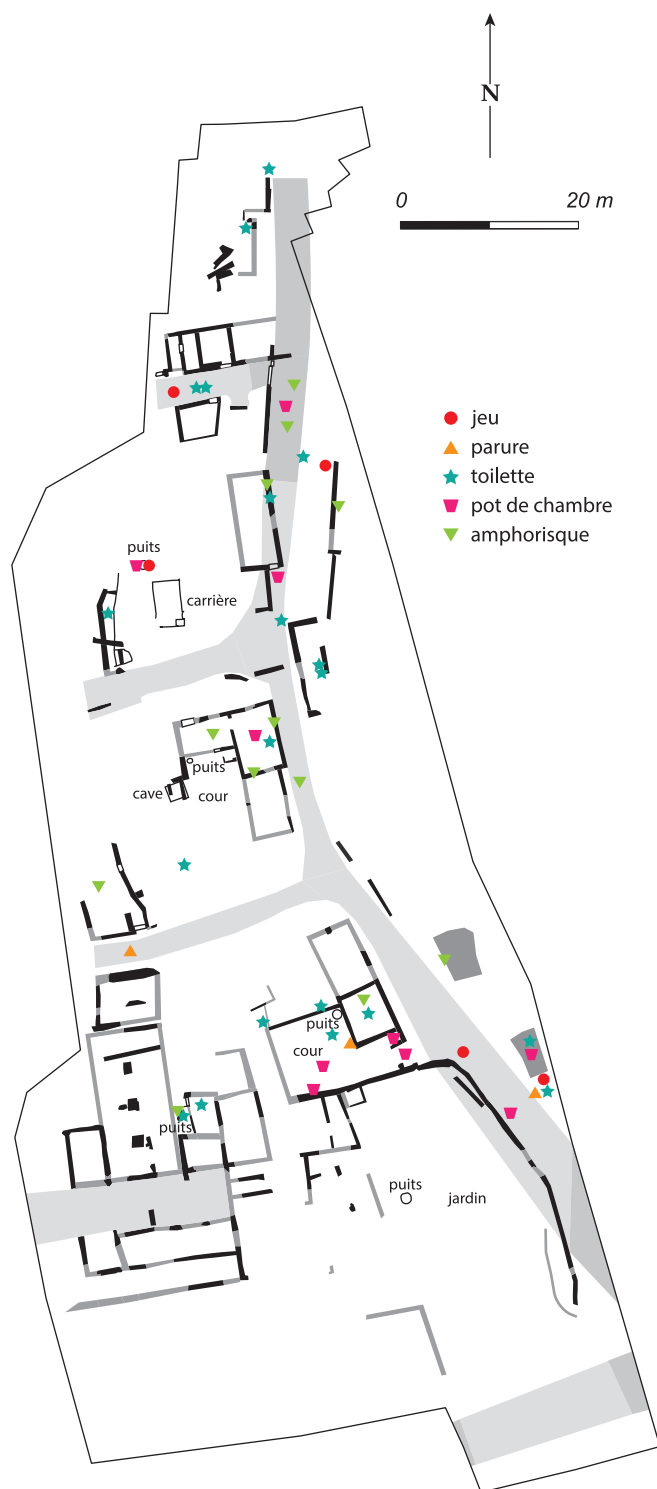 N
0 20 m
jeu
parure
toilette
pot de chambre
amphorisque
puits
carrière
puits
cave cour
puits
cour
puits
puits
jardin